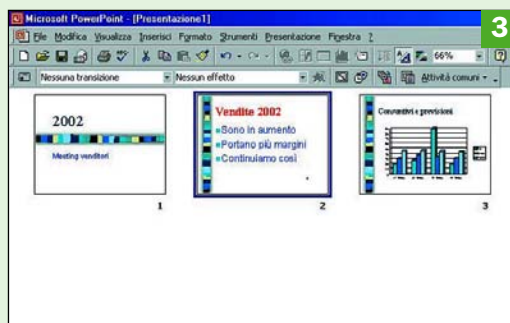 Microsoft PowerPoint - [Presentazione1]
3
File Modifica Visualizza Inserisci Formato Strumenti Presentazione Finestra ?
66%
Nessuna transizione Nessun effetto Attività comuni
2002
Meeting venditori
1
Vendite 2002
Sono in aumento
Portano più margini
Continuiamo così
2
Consuntivi e previsioni
3